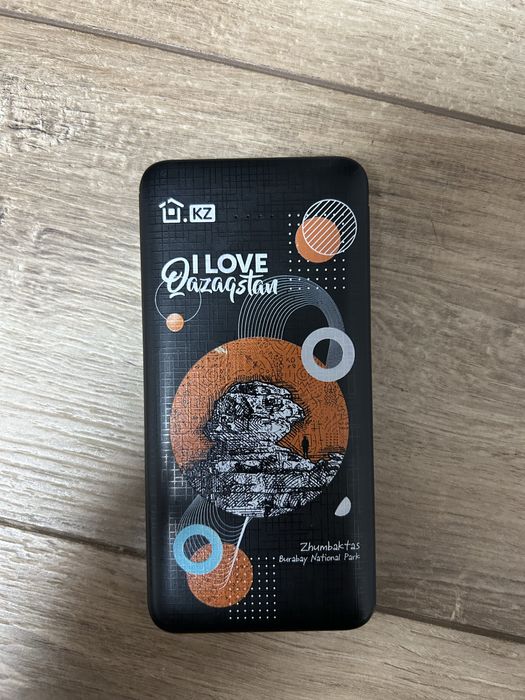 .KZ
I LOVE
Qazaqstan
Zhumbaktas
Burabay National Park